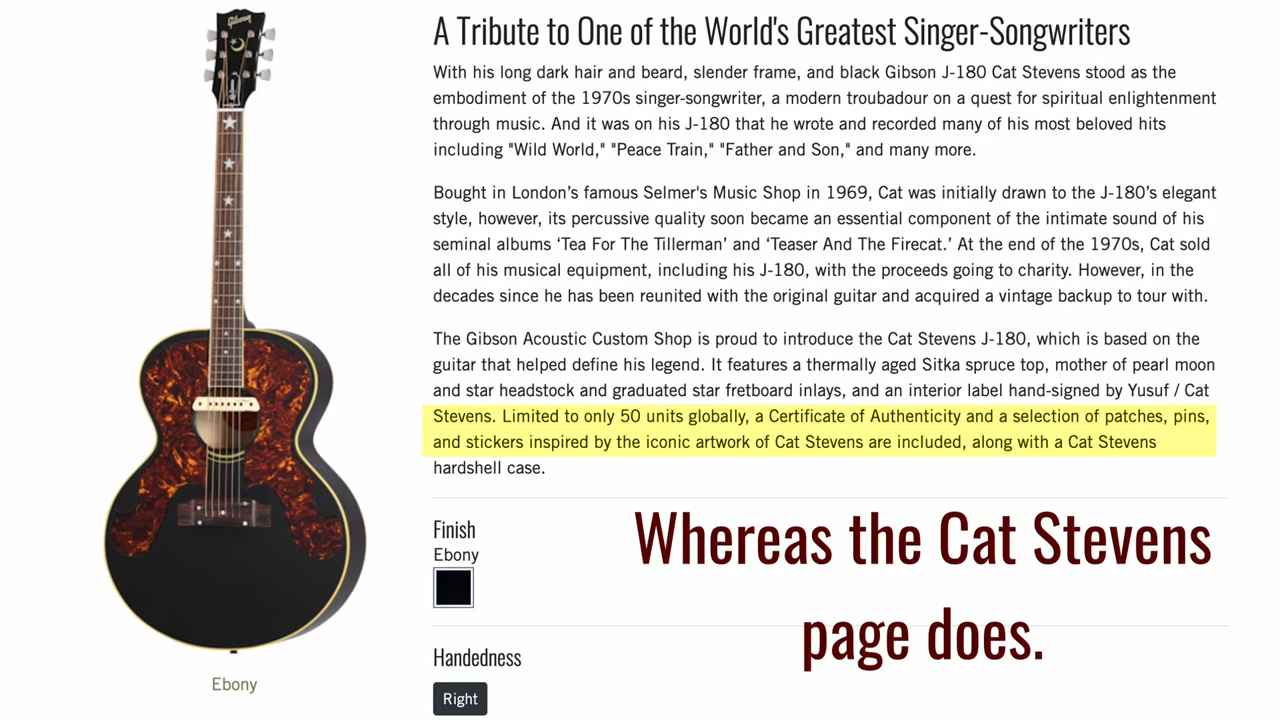 Gibson
A Tribute to One of the World's Greatest Singer-Songwriters
With his long dark hair and beard, slender frame, and black Gibson J-180 Cat Stevens stood as the
embodiment of the 1970s singer-songwriter, a modern troubadour on a quest for spiritual enlightenment
through music. And it was on his J-180 that he wrote and recorded many of his most beloved hits
including "Wild World," "Peace Train," "Father and Son," and many more.
Bought in London’s famous Selmer's Music Shop in 1969, Cat was initially drawn to the J-180’s elegant
style, however, its percussive quality soon became an essential component of the intimate sound of his
seminal albums ‘Tea For The Tillerman’ and ‘Teaser And The Firecat.’ At the end of the 1970s, Cat sold
all of his musical equipment, including his J-180, with the proceeds going to charity. However, in the
decades since he has been reunited with the original guitar and acquired a vintage backup to tour with.
The Gibson Acoustic Custom Shop is proud to introduce the Cat Stevens J-180, which is based on the
guitar that helped define his legend. It features a thermally aged Sitka spruce top, mother of pearl moon
and star headstock and graduated star fretboard inlays, and an interior label hand-signed by Yusuf / Cat
Stevens. Limited to only 50 units globally, a Certificate of Authenticity and a selection of patches, pins,
and stickers inspired by the iconic artwork of Cat Stevens are included, along with a Cat Stevens
hardshell case.
Finish
Ebony
Whereas the Cat Stevens
page does.
Handedness
Right
Ebony